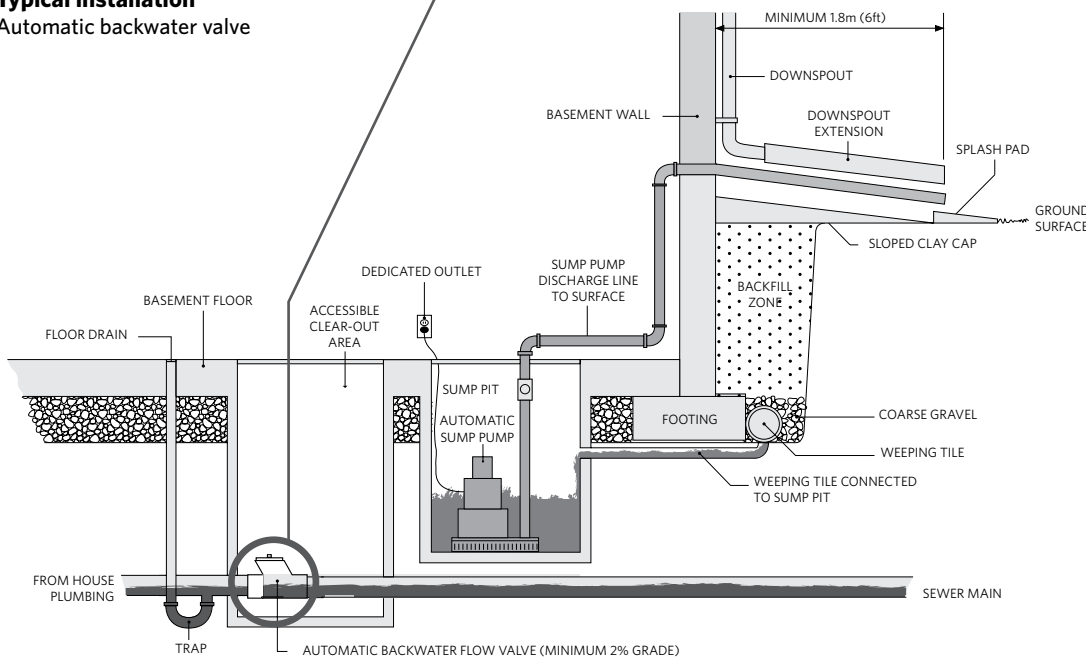 Typical installation
Automatic backwater valve
MINIMUM 1.8m (6ft)
DOWNSPOUT
BASEMENT WALL
DOWNSPOUT
EXTENSION
SPLASH PAD
GROUND
SURFACE
SLOPED CLAY CAP
DEDICATED OUTLET
SUMP PUMP
DISCHARGE LINE
TO SURFACE
BACKFILL
ZONE
BASEMENT FLOOR
ACCESSIBLE
CLEAR-OUT
AREA
FLOOR DRAIN
SUMP PIT
AUTOMATIC
SUMP PUMP
FOOTING
COARSE GRAVEL
WEEPING TILE
WEEPING TILE CONNECTED
TO SUMP PIT
FROM HOUSE
PLUMBING
SEWER MAIN
TRAP
AUTOMATIC BACKWATER FLOW VALVE (MINIMUM 2% GRADE)